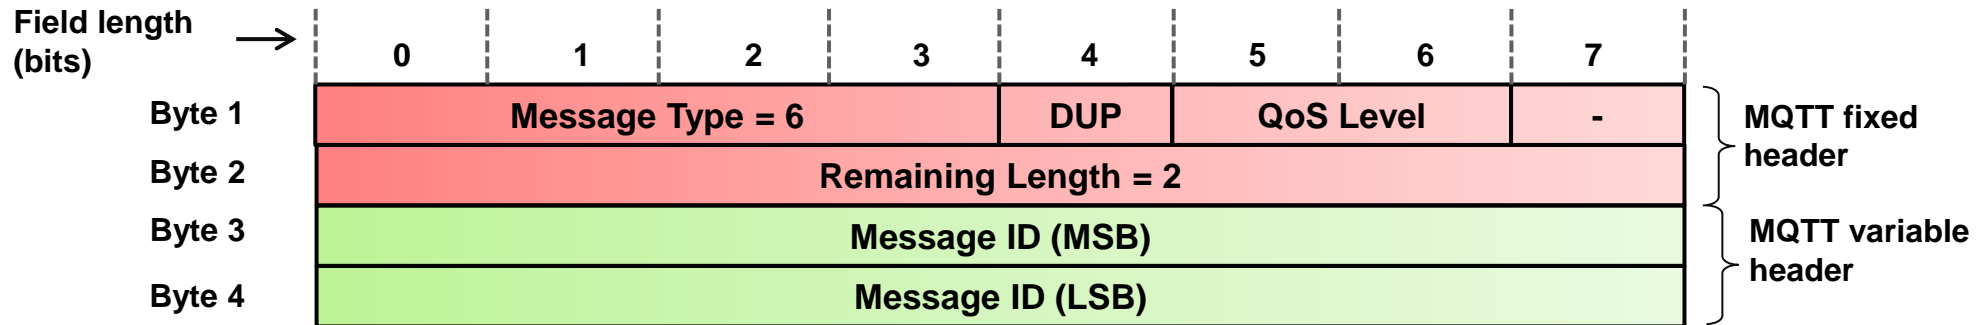 Field length
(bits)
0 1 2 3 4 5 6 7
Byte 1 Message Type = 6 DUP QoS Level -
MQTT fixed
header
Byte 2 Remaining Length = 2
Byte 3 Message ID (MSB)
MQTT variable
header
Byte 4 Message ID (LSB)